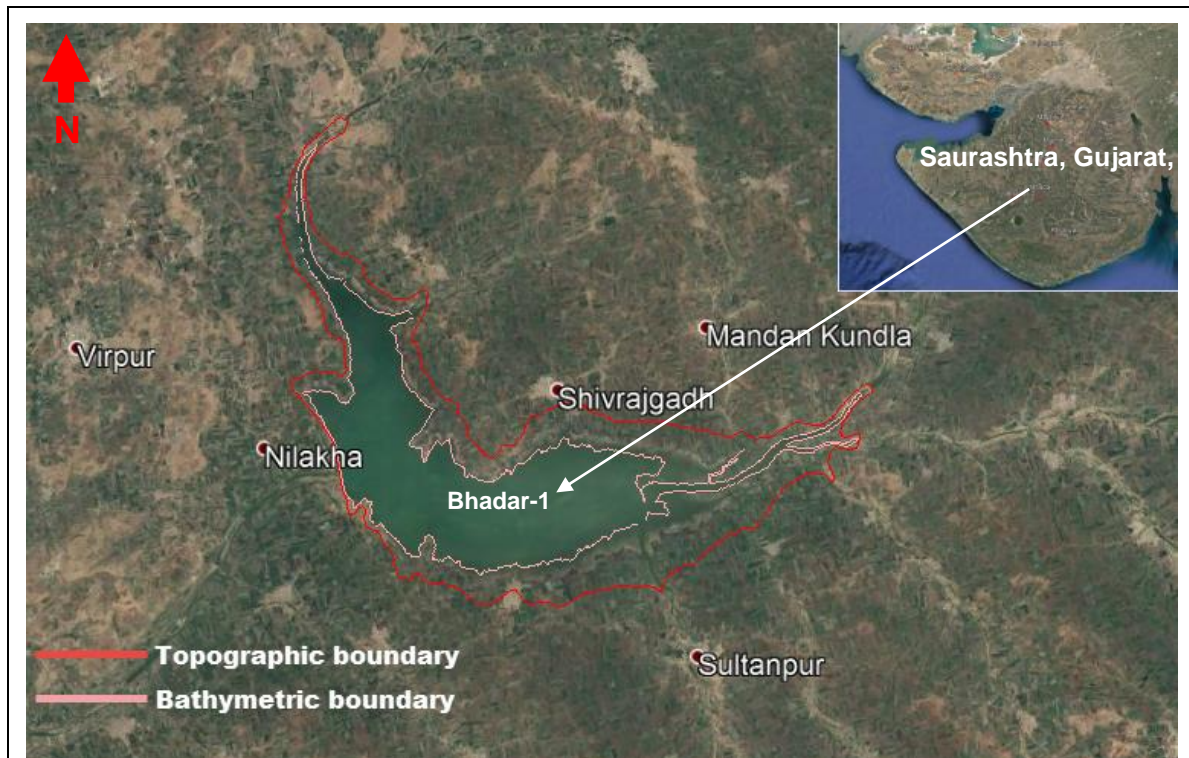 N
Saurashtra, Gujarat,
Mandan Kundla
Virpur
Shivrajgadh
Nilakha
Bhadar-1
Topographic boundary
Sultanpur
Bathymetric boundary